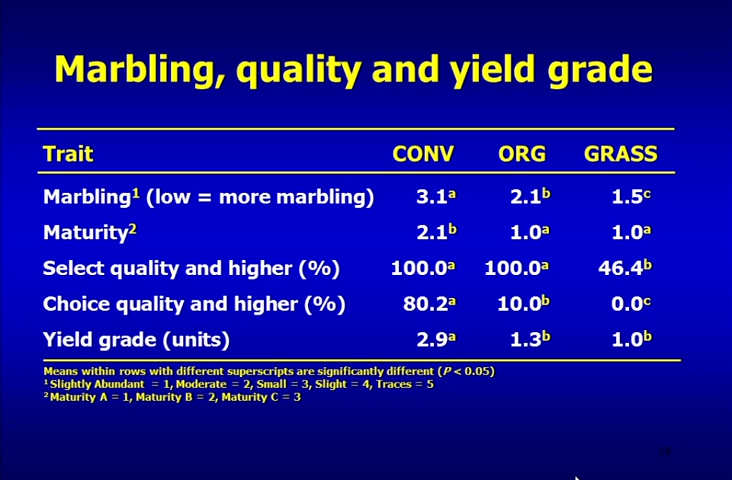 Marbling, quality and yield grade
Trait CONV ORG GRASS
Marbling¹ (low = more marbling) 3.1ᵃ 2.1ᵇ 1.5ᶜ
Maturity² 2.1ᵇ 1.0ᵃ 1.0ᵃ
Select quality and higher (%) 100.0ᵃ 100.0ᵃ 46.4ᵇ
Choice quality and higher (%) 80.2ᵃ 10.0ᵇ 0.0ᶜ
Yield grade (units) 2.9ᵃ 1.3ᵇ 1.0ᵇ
Means within rows with different superscripts are significantly different (P < 0.05)
¹ Slightly Abundant = 1, Moderate = 2, Small = 3, Slight = 4, Traces = 5
² Maturity A = 1, Maturity B = 2, Maturity C = 3